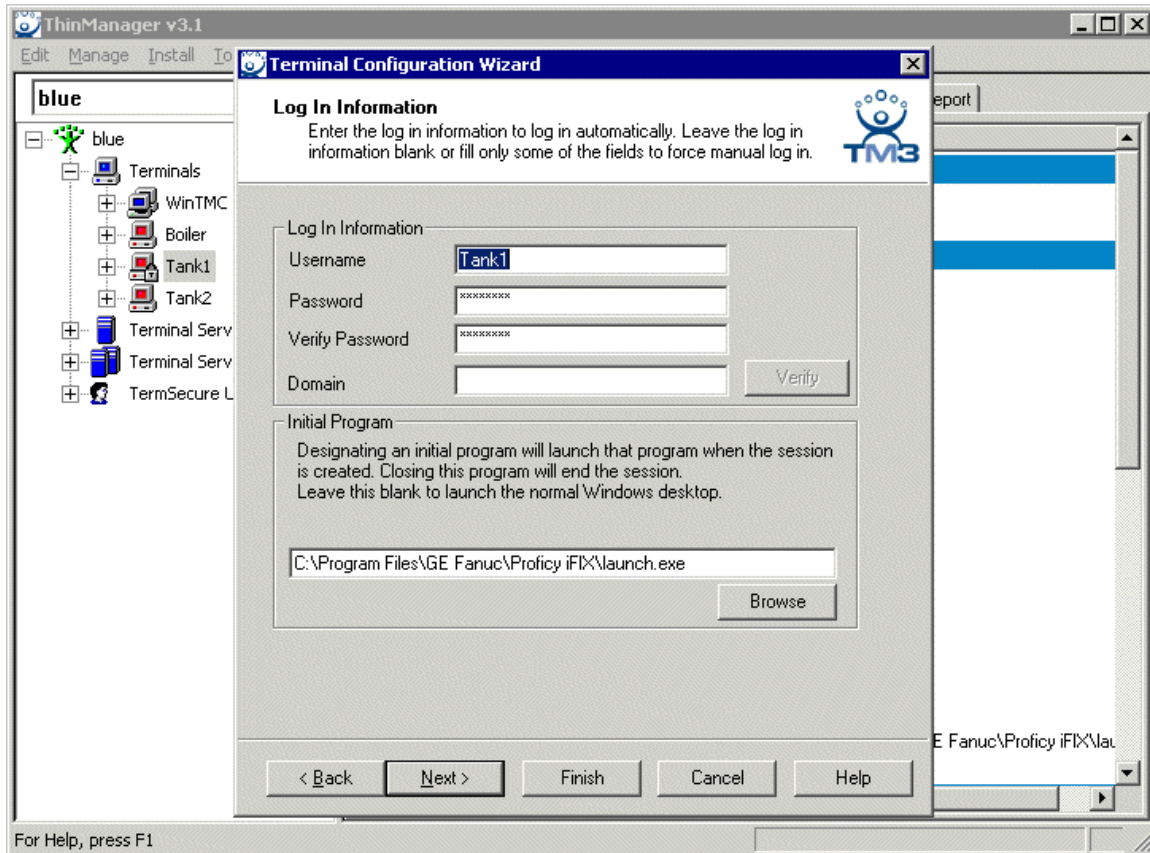 ThinManager v3.1
Edit Manage Install To
blue
blue
Terminals
WinTMC
Boiler
Tank1
Tank2
Terminal Serv
Terminal Serv
TermSecure U
eport
Terminal Configuration Wizard
Log In Information
Enter the log in information to log in automatically. Leave the log in
information blank or fill only some of the fields to force manual log in.
TM3
Log In Information
Username Tank1
Password ********
Verify Password ********
Domain
Verify
Initial Program
Designating an initial program will launch that program when the session
is created. Closing this program will end the session.
Leave this blank to launch the normal Windows desktop.
C:\Program Files\GE Fanuc\Proficy iFIX\launch.exe
Browse
E Fanuc\Proficy iFIX\lau
< Back Next > Finish Cancel Help
For Help, press F1